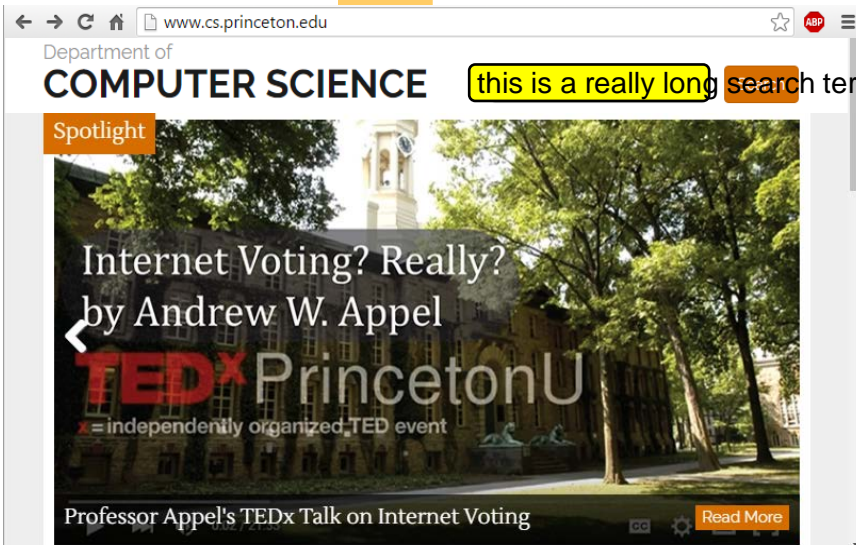 www.cs.princeton.edu
ABP
Department of
COMPUTER SCIENCE
this is a really long search ter
Spotlight
Internet Voting? Really?
by Andrew W. Appel
TEDx PrincetonU
x = independently organized TED event
Professor Appel's TEDx Talk on Internet Voting
CC
Read More